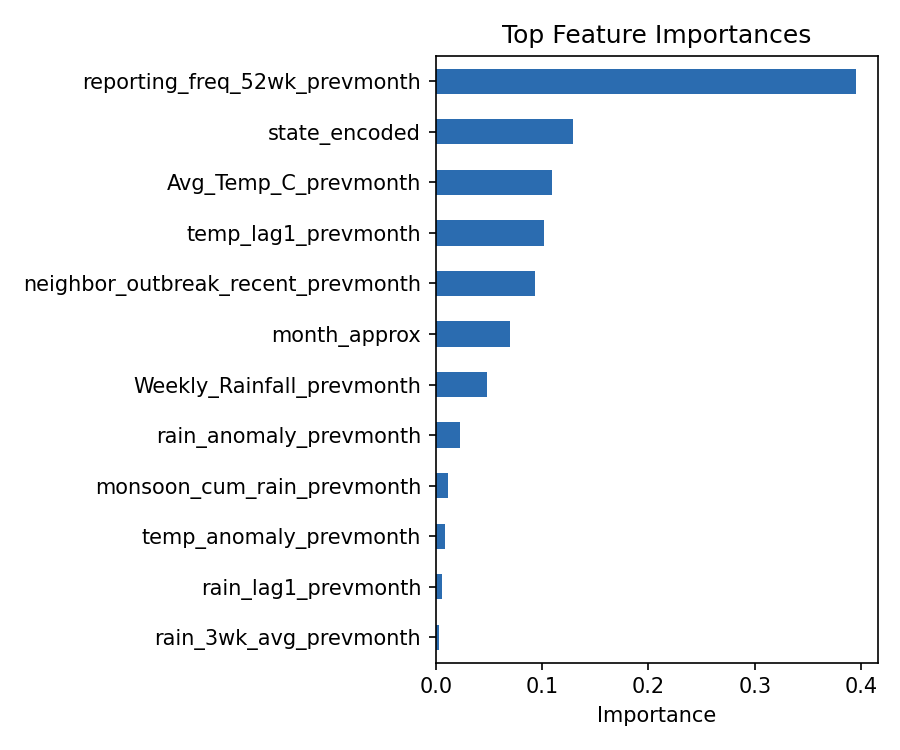 Top Feature Importances
reporting_freq_52wk_prevmonth
state_encoded
Avg_Temp_C_prevmonth
temp_lag1_prevmonth
neighbor_outbreak_recent_prevmonth
month_approx
Weekly_Rainfall_prevmonth
rain_anomaly_prevmonth
monsoon_cum_rain_prevmonth
temp_anomaly_prevmonth
rain_lag1_prevmonth
rain_3wk_avg_prevmonth
0.0 0.1 0.2 0.3 0.4
Importance